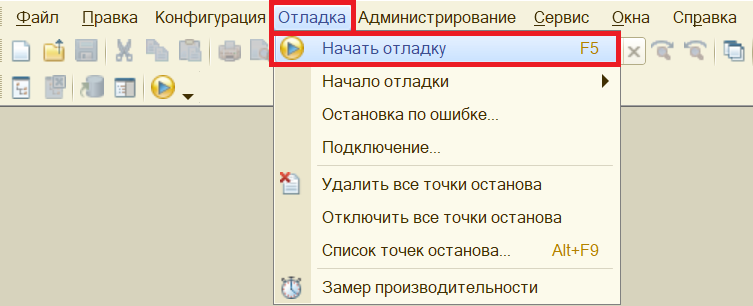 Файл Правка Конфигурация Отладка Администрирование Сервис Окна Справка
Начать отладку F5
Начало отладки
Остановка по ошибке...
Подключение...
Удалить все точки останова
Отключить все точки останова
Список точек останова... Alt+F9
Замер производительности